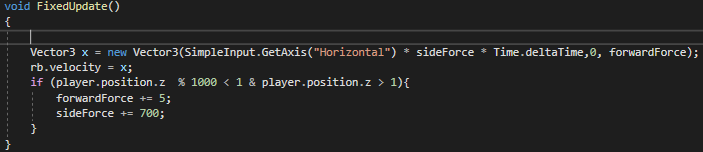 void FixedUpdate()
{
Vector3 x = new Vector3(SimpleInput.GetAxis("Horizontal") * sideForce * Time.deltaTime,0, forwardForce);
rb.velocity = x;
if (player.position.z  % 1000 < 1 & player.position.z > 1){
forwardForce += 5;
sideForce += 700;
}
}